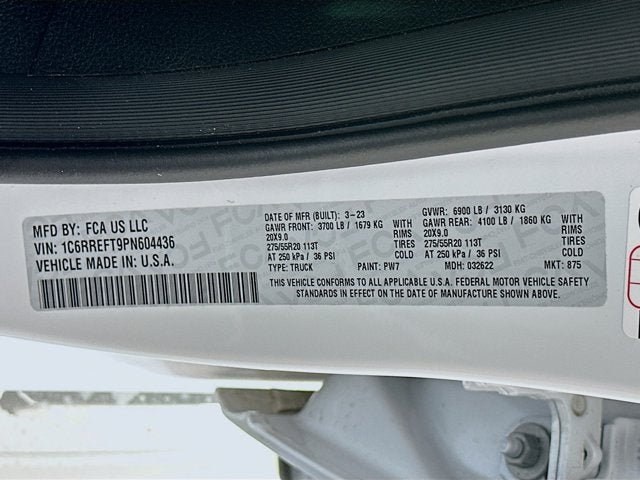 MFD BY: FCA US LLC
VIN: 1C6RREFT9PN604436
VEHICLE MADE IN: U.S.A.
DATE OF MFR (BUILT): 3-23 GVWR: 6900 LB / 3130 KG
GAWR FRONT: 3700 LB / 1679 KG WITH GAWR REAR: 4100 LB / 1860 KG WITH
20X9.0 RIMS 20X9.0 RIMS
275/55R20 113T TIRES 275/55R20 113T TIRES
AT 250 kPa / 36 PSI COLD AT 250 kPa / 36 PSI COLD
TYPE: TRUCK PAINT: PW7 MDH: 032622 MKT: 875
THIS VEHICLE CONFORMS TO ALL APPLICABLE U.S.A. FEDERAL MOTOR VEHICLE SAFETY
STANDARDS IN EFFECT ON THE DATE OF MANUFACTURE SHOWN ABOVE.